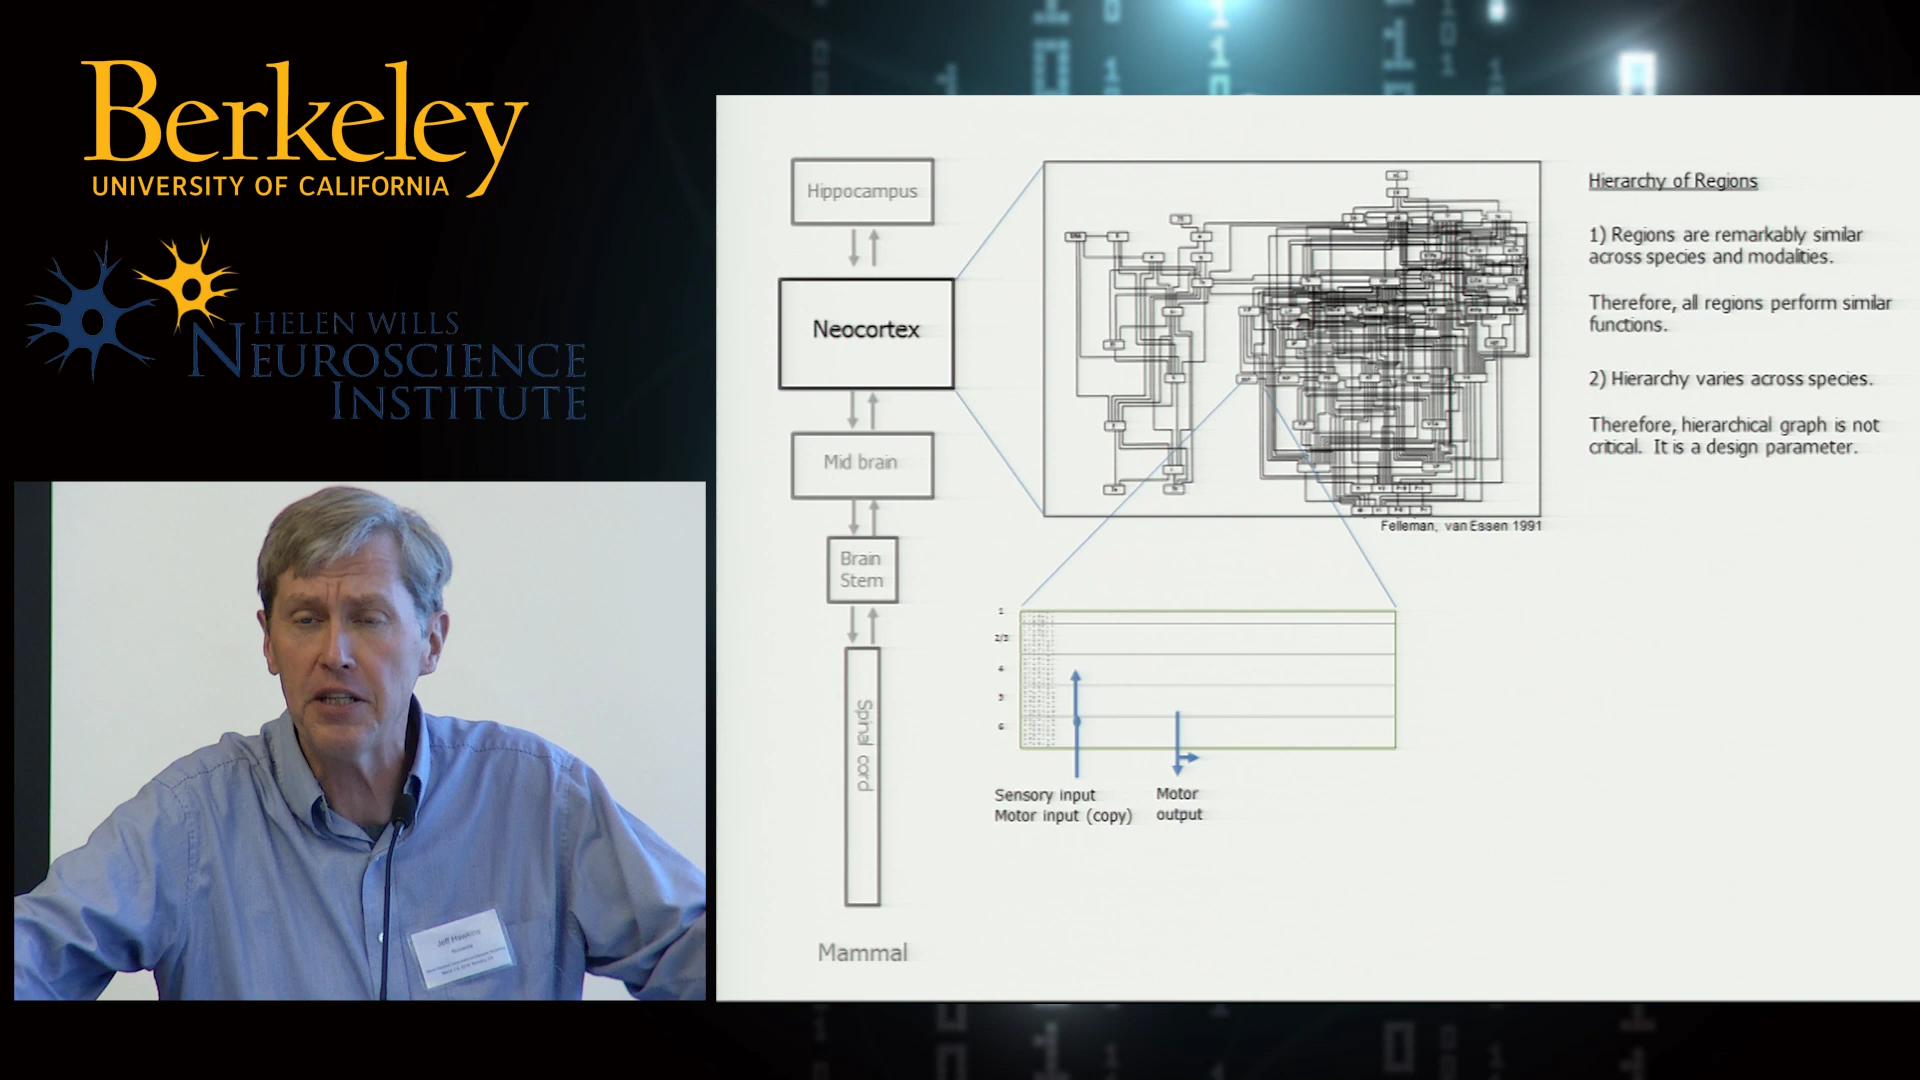 Berkeley
UNIVERSITY OF CALIFORNIA
HELEN WILLS
NEUROSCIENCE
INSTITUTE
Jeff Hawkins
Hippocampus
Neocortex
Mid brain
Brain
Stem
Spinal cord
Mammal
Felleman, van Essen 1991
1
2/3
4
5
6
Sensory input
Motor input (copy)
Motor
output
Hierarchy of Regions
1) Regions are remarkably similar
across species and modalities.
Therefore, all regions perform similar
functions.
2) Hierarchy varies across species.
Therefore, hierarchical graph is not
critical. It is a design parameter.